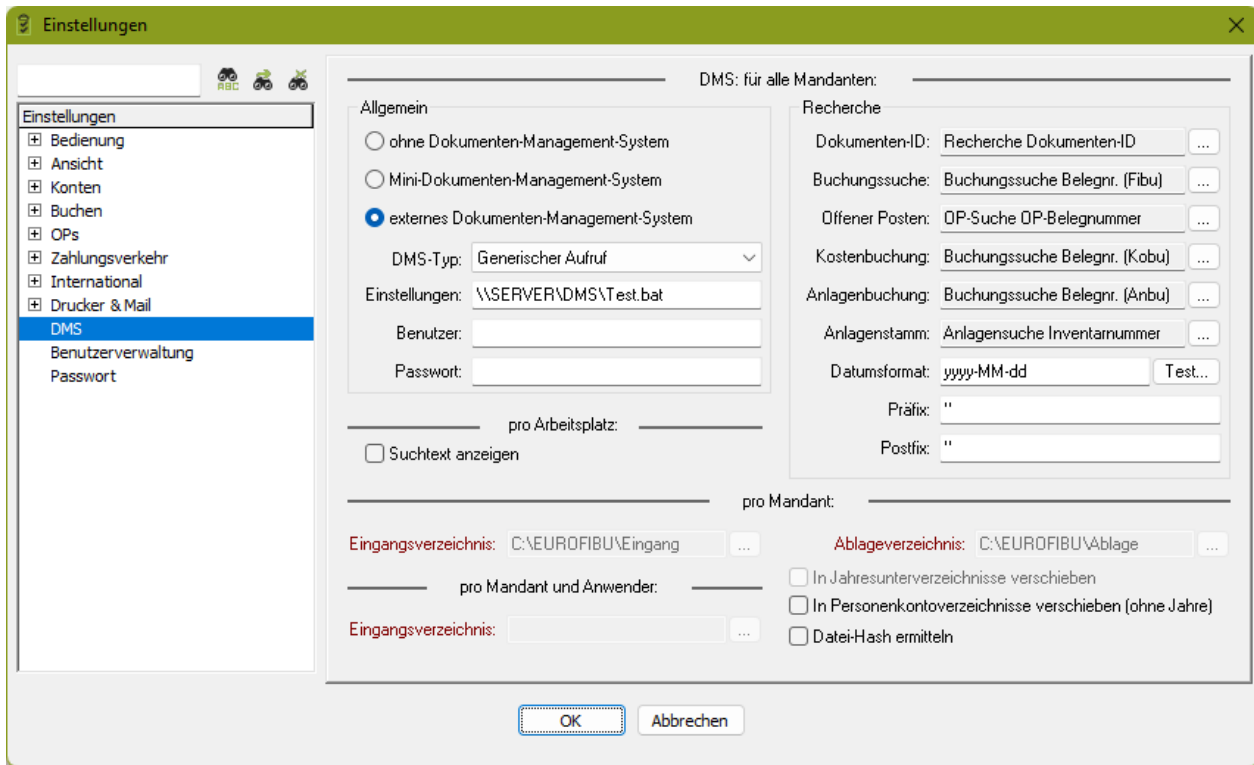 Einstellungen
ABC
Einstellungen
Bedienung
Ansicht
Konten
Buchen
OPs
Zahlungsverkehr
International
Drucker & Mail
DMS
Benutzerverwaltung
Passwort
DMS: für alle Mandanten:
Allgemein
ohne Dokumenten-Management-System
Mini-Dokumenten-Management-System
externes Dokumenten-Management-System
DMS-Typ: Generischer Aufruf
Einstellungen: \\SERVER\DMS\Test.bat
Benutzer:
Passwort:
Recherche
Dokumenten-ID: Recherche Dokumenten-ID ...
Buchungssuche: Buchungssuche Belegnr. (Fibu) ...
Offener Posten: OP-Suche OP-Belegnummer ...
Kostenbuchung: Buchungssuche Belegnr. (Kobu) ...
Anlagenbuchung: Buchungssuche Belegnr. (Anbu) ...
Anlagenstamm: Anlagensuche Inventarnummer ...
Datumsformat: yyyy-MM-dd Test...
Präfix: "
Postfix: "
pro Arbeitsplatz:
Suchtext anzeigen
pro Mandant:
Eingangsverzeichnis: C:\EUROFIBU\Eingang ...
Ablageverzeichnis: C:\EUROFIBU\Ablage ...
In Jahresunterverzeichnisse verschieben
In Personenkontoverzeichnisse verschieben (ohne Jahre)
Datei-Hash ermitteln
pro Mandant und Anwender:
Eingangsverzeichnis: ...
OK
Abbrechen